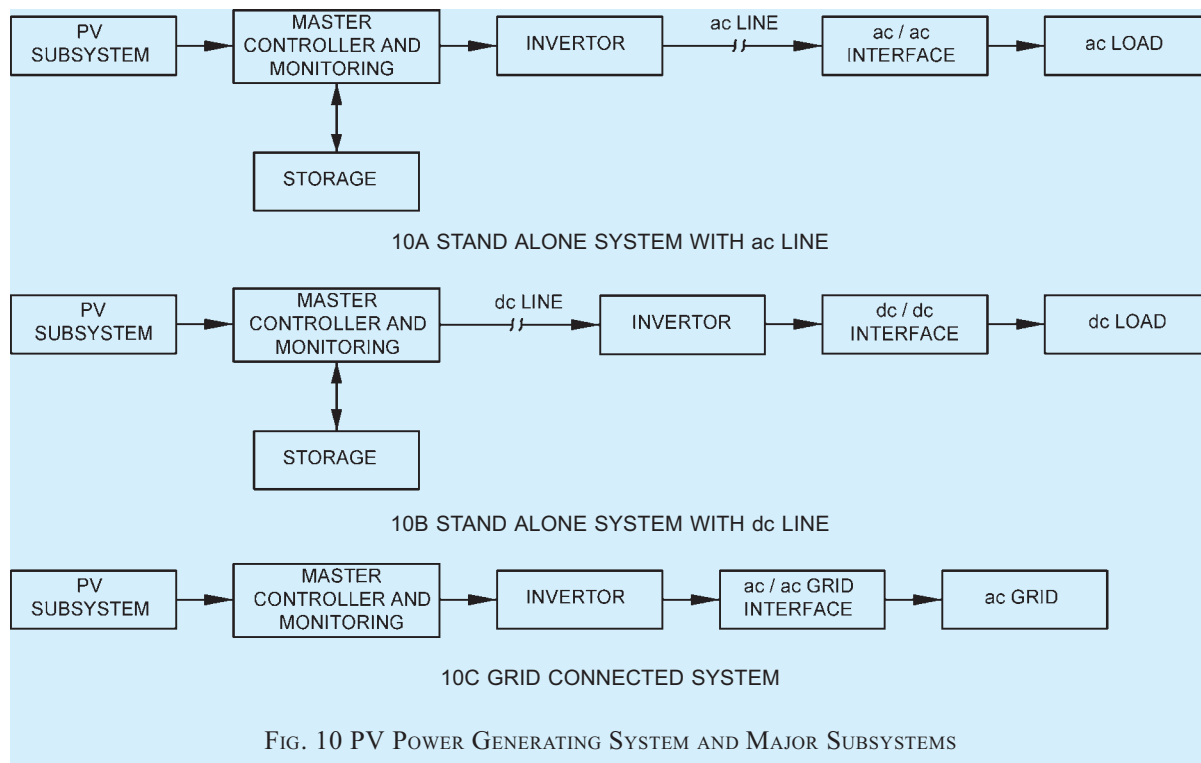 PV
SUBSYSTEM
MASTER
CONTROLLER AND
MONITORING
INVERTOR
ac LINE
ac / ac
INTERFACE
ac LOAD
STORAGE
10A STAND ALONE SYSTEM WITH ac LINE
PV
SUBSYSTEM
MASTER
CONTROLLER AND
MONITORING
dc LINE
INVERTOR
dc / dc
INTERFACE
dc LOAD
STORAGE
10B STAND ALONE SYSTEM WITH dc LINE
PV
SUBSYSTEM
MASTER
CONTROLLER AND
MONITORING
INVERTOR
ac / ac GRID
INTERFACE
ac GRID
10C GRID CONNECTED SYSTEM
FIG. 10 PV POWER GENERATING SYSTEM AND MAJOR SUBSYSTEMS